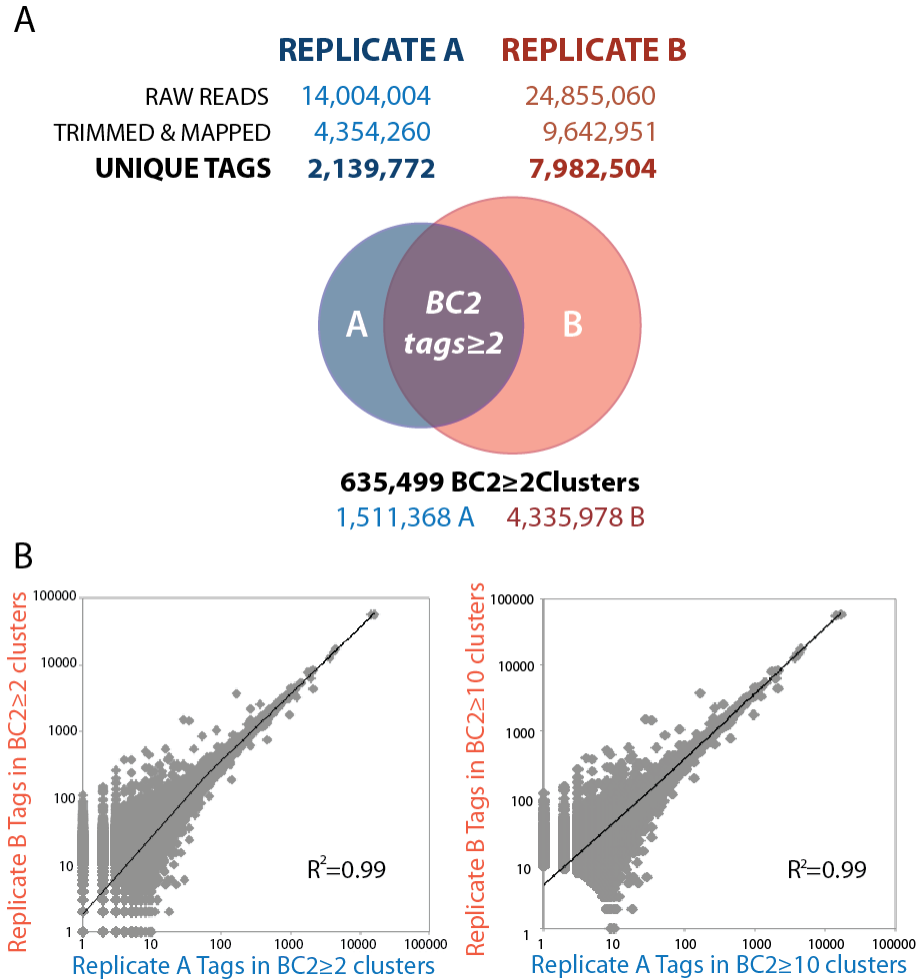 A
REPLICATE A REPLICATE B
RAW READS 14,004,004 24,855,060
TRIMMED & MAPPED 4,354,260 9,642,951
UNIQUE TAGS 2,139,772 7,982,504
A
BC2
tags≥2
B
635,499 BC2≥2Clusters
1,511,368 A 4,335,978 B
B
Replicate B Tags in BC2≥2 clusters
100000
10000
1000
100
10
1
R²=0.99
1 10 100 1000 10000 100000
Replicate A Tags in BC2≥2 clusters
Replicate B Tags in BC2≥10 clusters
100000
10000
1000
100
10
1
R²=0.99
1 10 100 1000 10000 100000
Replicate A Tags in BC2≥10 clusters